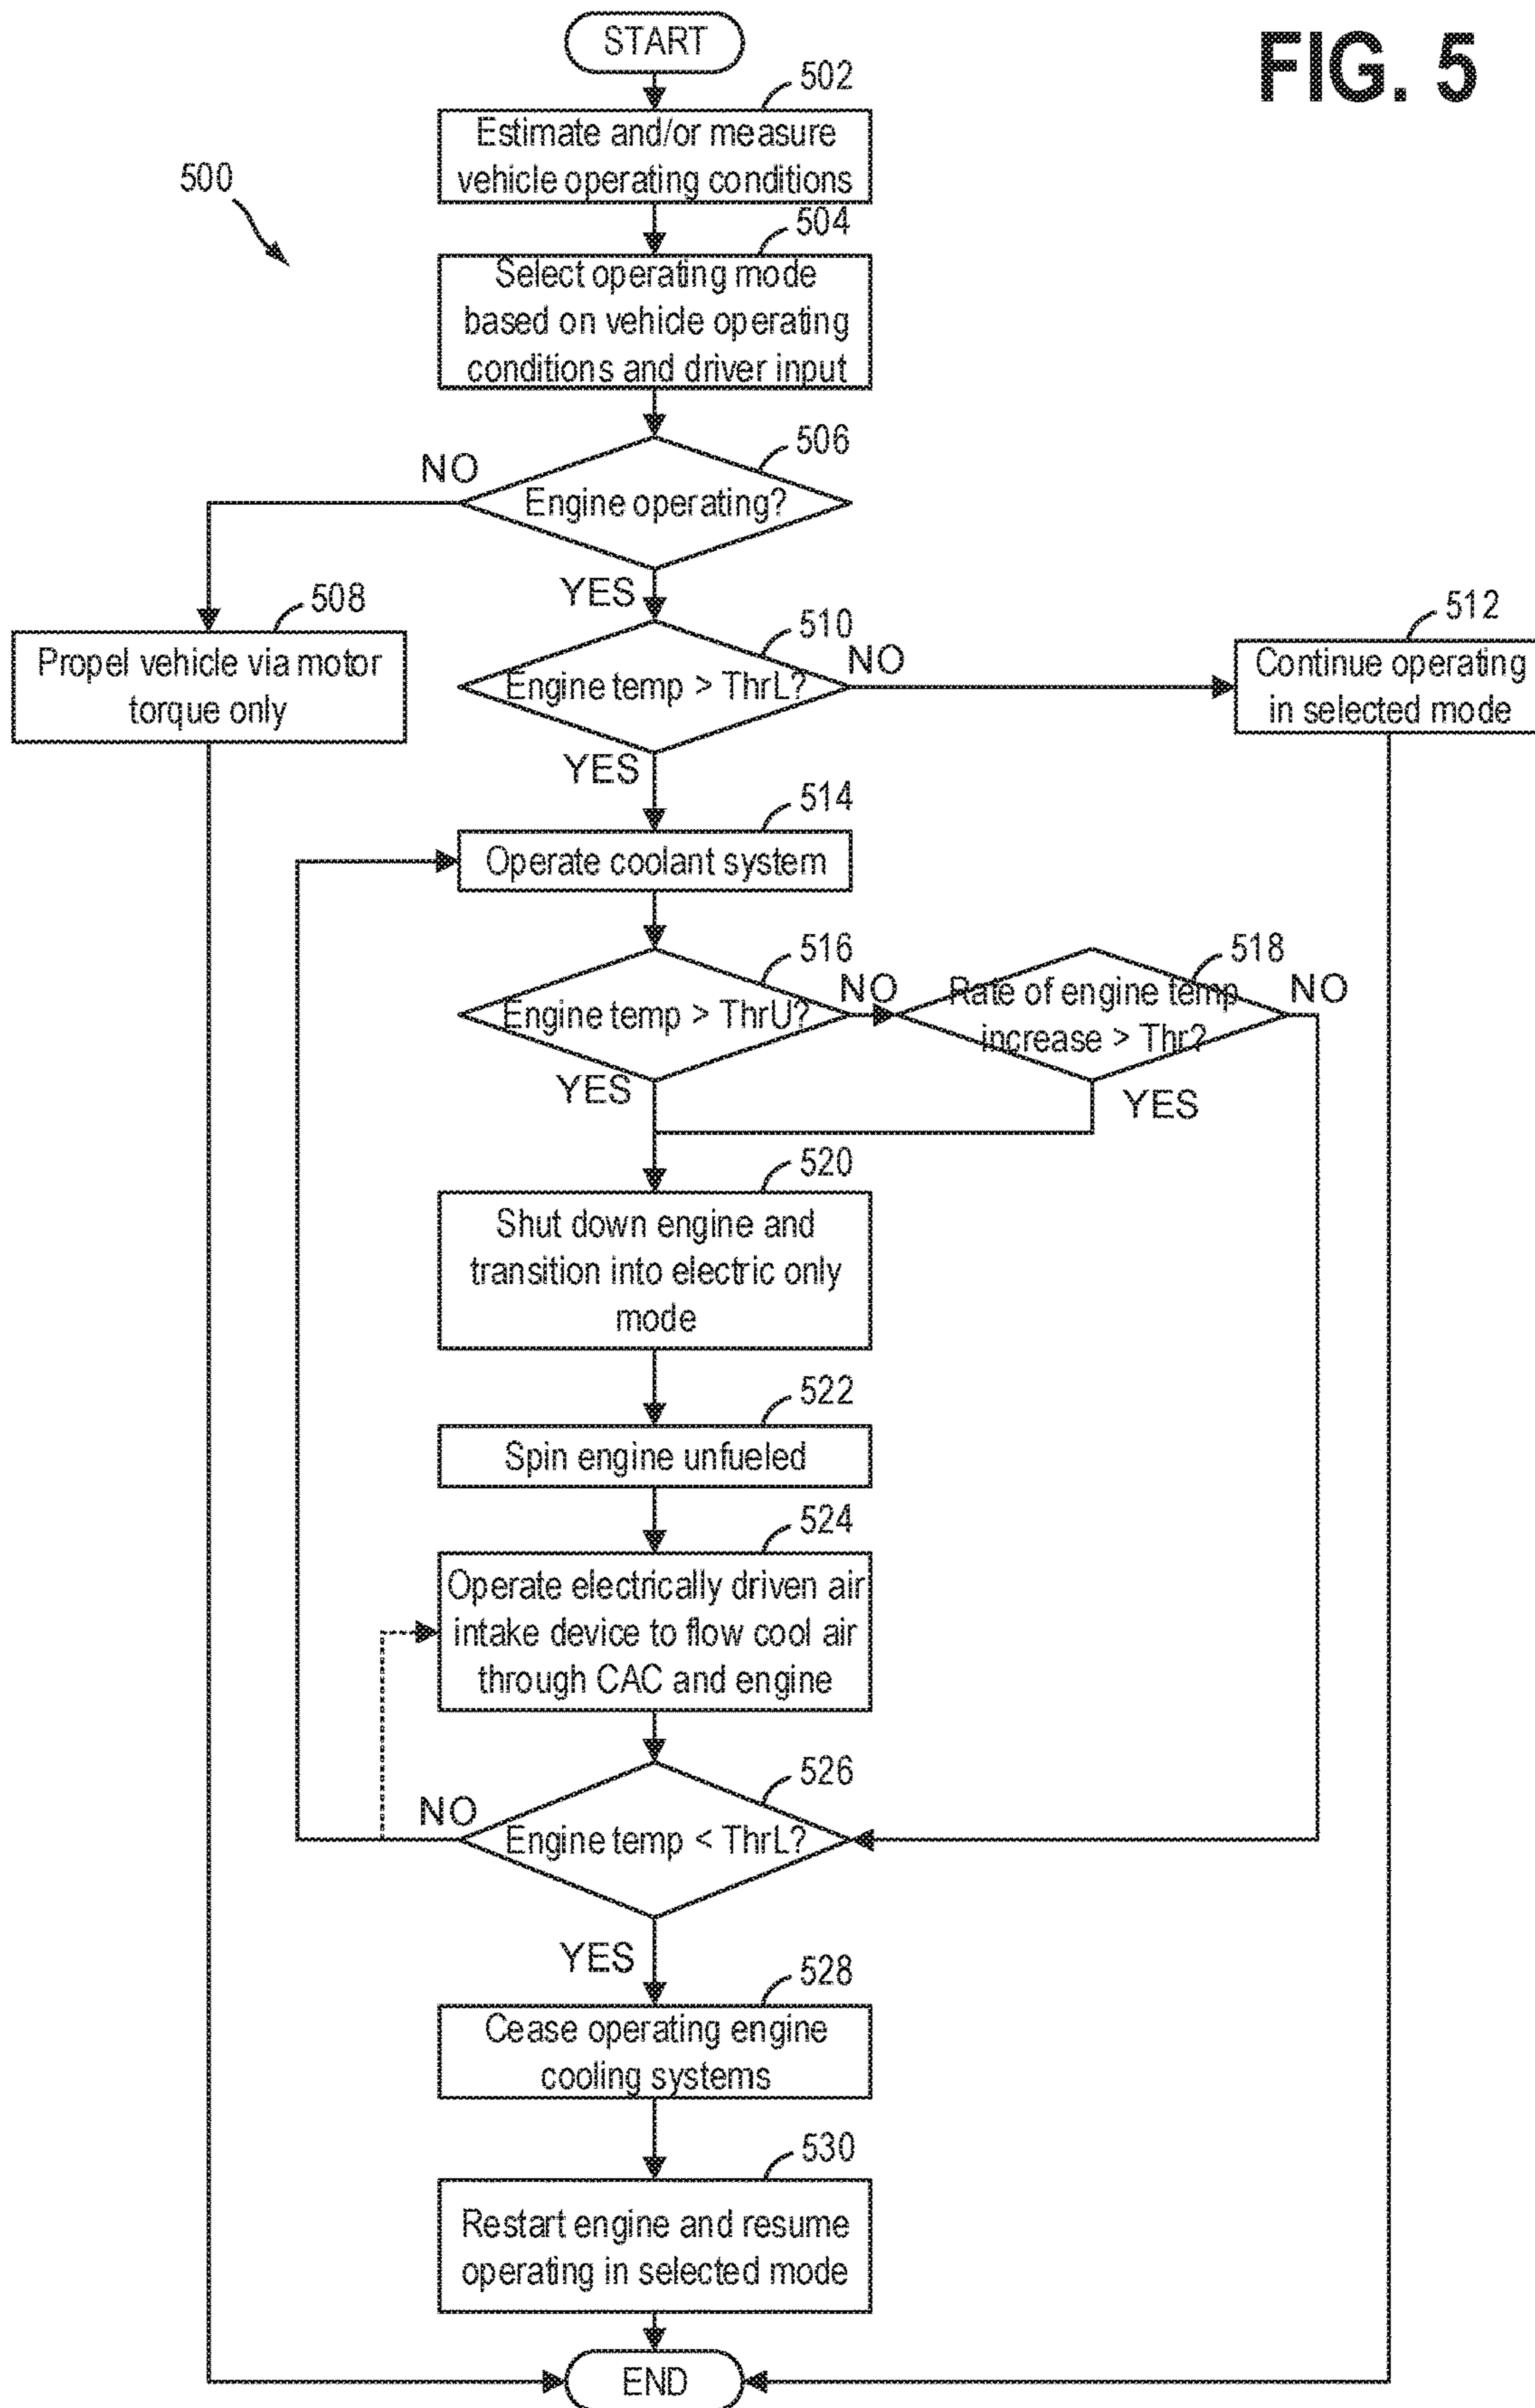 FIG. 5
START
502
Estimate and/or measure
vehicle operating conditions
500
504
Select operating mode
based on vehicle operating
conditions and driver input
506
NO
Engine operating?
YES
508
Propel vehicle via motor
torque only
510
NO
Engine temp > ThrL?
YES
512
Continue operating
in selected mode
514
Operate coolant system
516
NO
Engine temp > ThrU?
YES
518
NO
Rate of engine temp
increase > Thr?
YES
520
Shut down engine and
transition into electric only
mode
522
Spin engine unfueled
524
Operate electrically driven air
intake device to flow cool air
through CAC and engine
526
NO
Engine temp < ThrL?
YES
528
Cease operating engine
cooling systems
530
Restart engine and resume
operating in selected mode
END